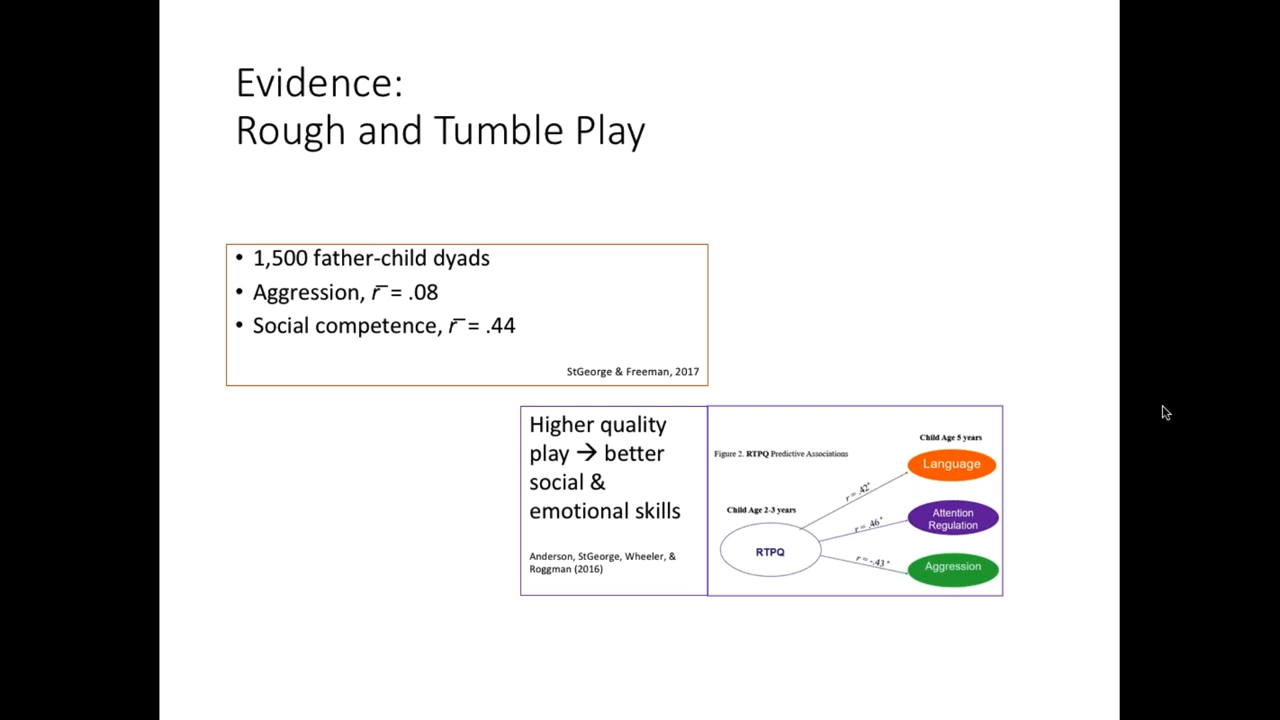 Evidence:
Rough and Tumble Play
• 1,500 father-child dyads
• Aggression, r̅ = .08
• Social competence, r̅ = .44
StGeorge & Freeman, 2017
Higher quality
play → better
social &
emotional skills
Anderson, StGeorge, Wheeler, &
Roggman (2016)
Child Age 5 years
Figure 2. RTPQ Predictive Associations
Language
r = .42*
Child Age 2-3 years
Attention
Regulation
r = .46*
RTPQ
r = -.43*
Aggression